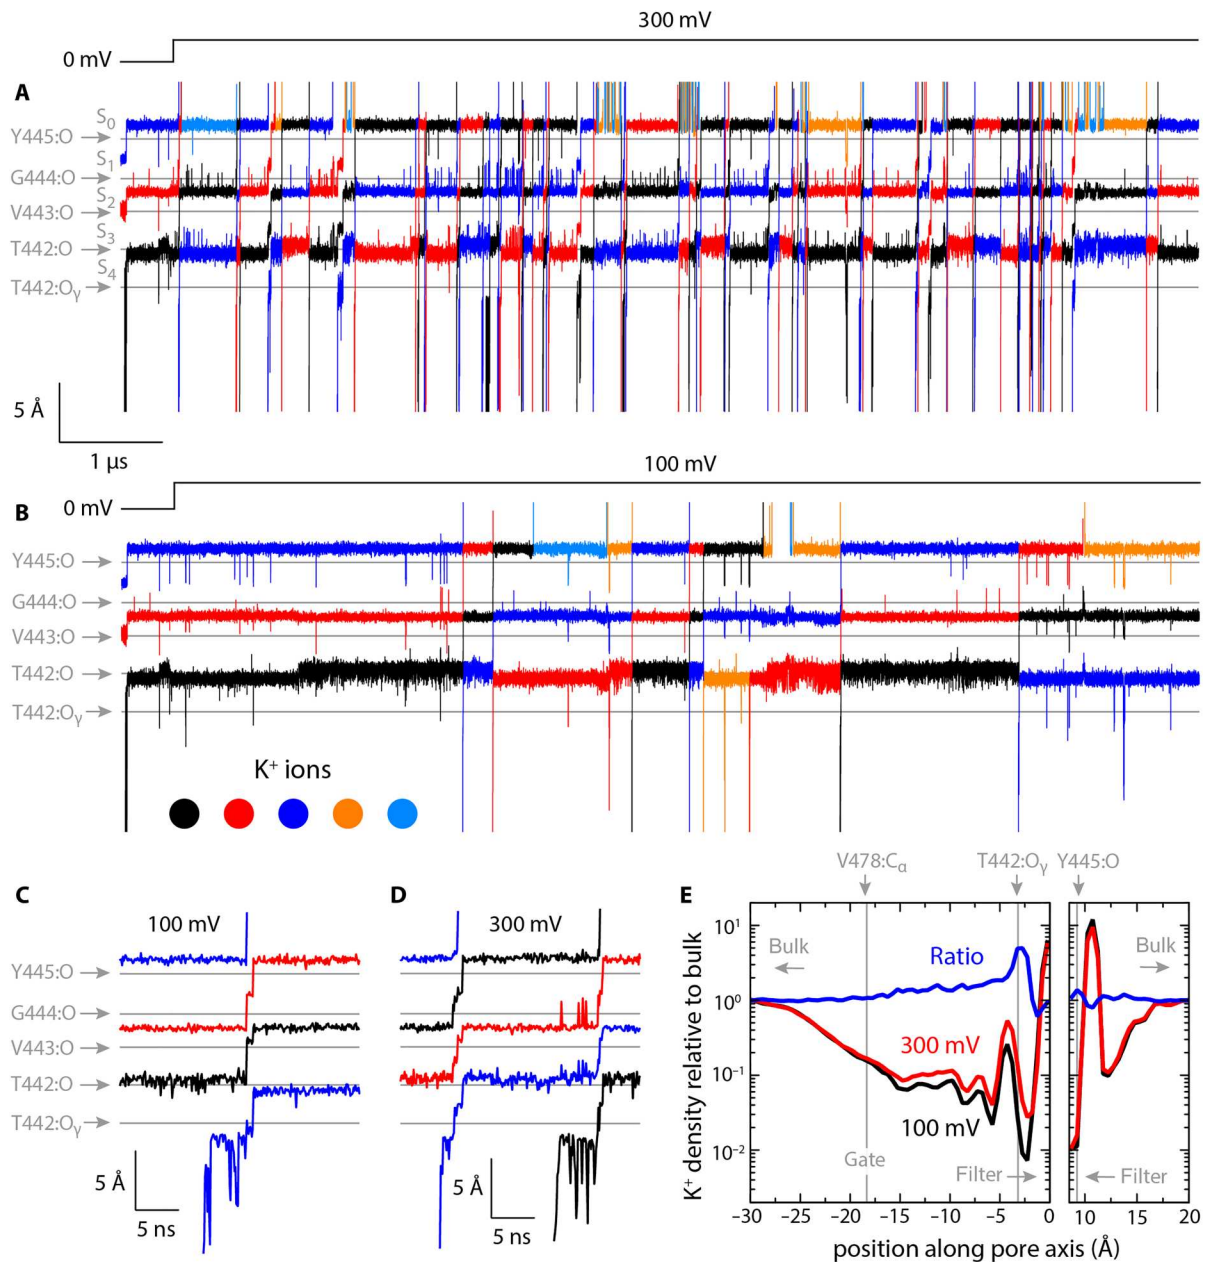 300 mV
0 mV
A
S0
Y445:O
S1
G444:O
S2
V443:O
S3
T442:O
S4
T442:Oγ
5 Å
1 µs
100 mV
0 mV
B
Y445:O
G444:O
V443:O
T442:O
T442:Oγ
K+ ions
V478:Cα T442:Oγ Y445:O
C D E
100 mV 300 mV
Y445:O
G444:O
V443:O
T442:O
T442:Oγ
5 Å
5 ns
5 Å
5 ns
K+ density relative to bulk
10^1
10^0
10^-1
10^-2
Bulk
Ratio
Bulk
300 mV
100 mV
Gate
Filter
Filter
-30 -25 -20 -15 -10 -5 0 10 15 20
position along pore axis (Å)